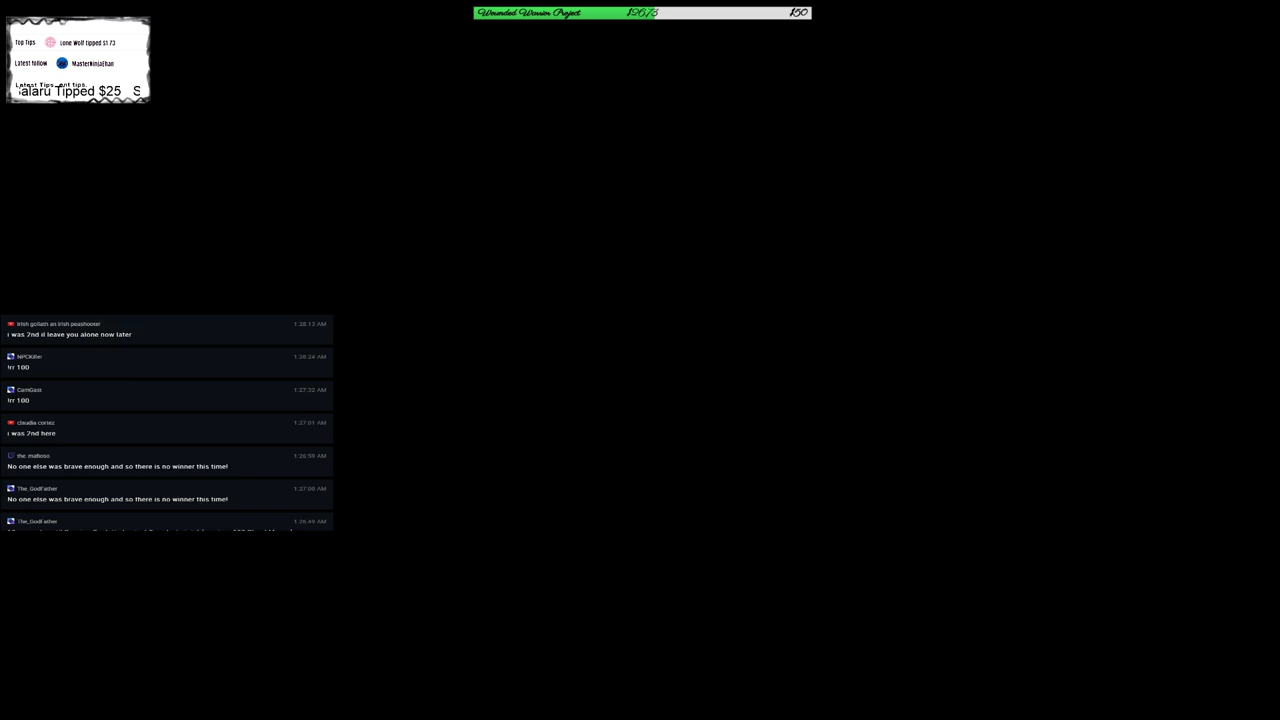 Wounded Warrior Project $26.73 $50
Top Tips Lone Wolf tipped $1.73
Latest follow MasterNinjaEhan
Latest Tips
alaru Tipped $25 S
Irish goliath an irish peashooter 1:28:13 AM
i was 2nd il leave you alone now later
NPCKiller 1:28:24 AM
!rr 100
CamGast 1:27:32 AM
!rr 100
claudia cortez 1:27:01 AM
i was 2nd here
the_mafioso 1:26:59 AM
No one else was brave enough and so there is no winner this time!
The_GodFather 1:27:00 AM
No one else was brave enough and so there is no winner this time!
The_GodFather 1:26:49 AM